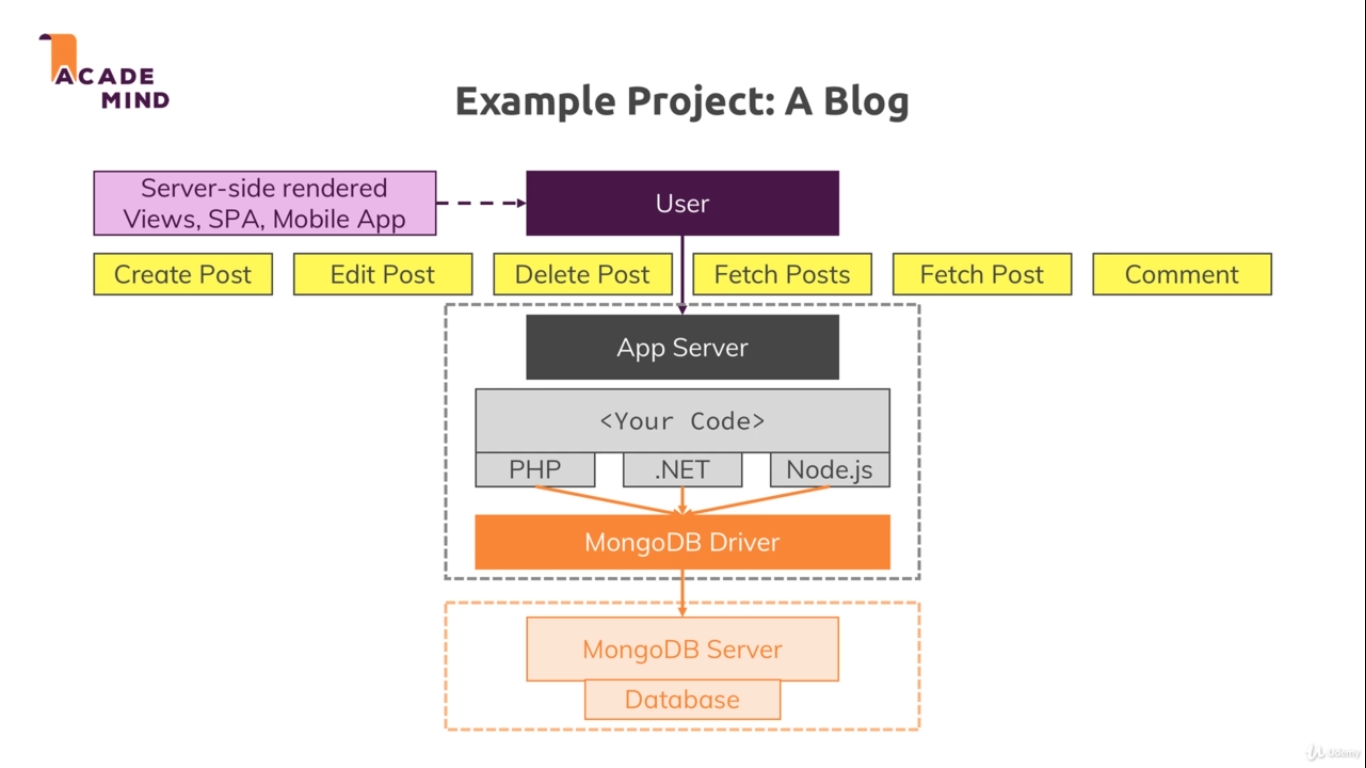 ACADE
MIND
Example Project: A Blog
Server-side rendered
Views, SPA, Mobile App
User
Create Post
Edit Post
Delete Post
Fetch Posts
Fetch Post
Comment
App Server
<Your Code>
PHP
.NET
Node.js
MongoDB Driver
MongoDB Server
Database
Udemy